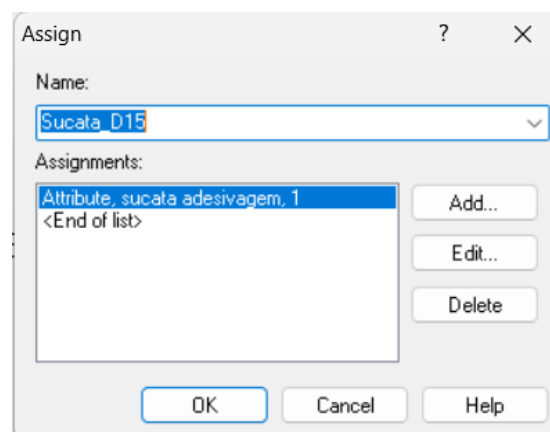 Assign ? X
Name:
Sucata_D15
Assignments:
Attribute, sucata adesivagem, 1
<End of list>
Add...
Edit...
Delete
OK Cancel Help